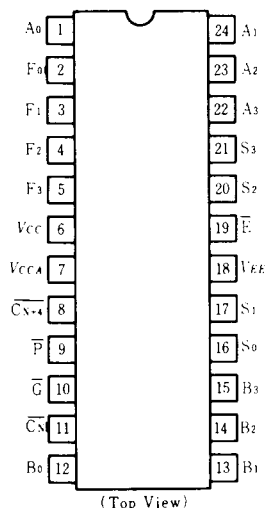 A0 1 24 A1
F0 2 23 A2
F1 3 22 A3
F2 4 21 S3
F3 5 20 S2
VCC 6 19 E̅
VCCA 7 18 VEE
C̅N̅+̅4̅ 8 17 S1
P̅ 9 16 S0
G̅ 10 15 B3
C̅N̅ 11 14 B2
B0 12 13 B1
(Top View)